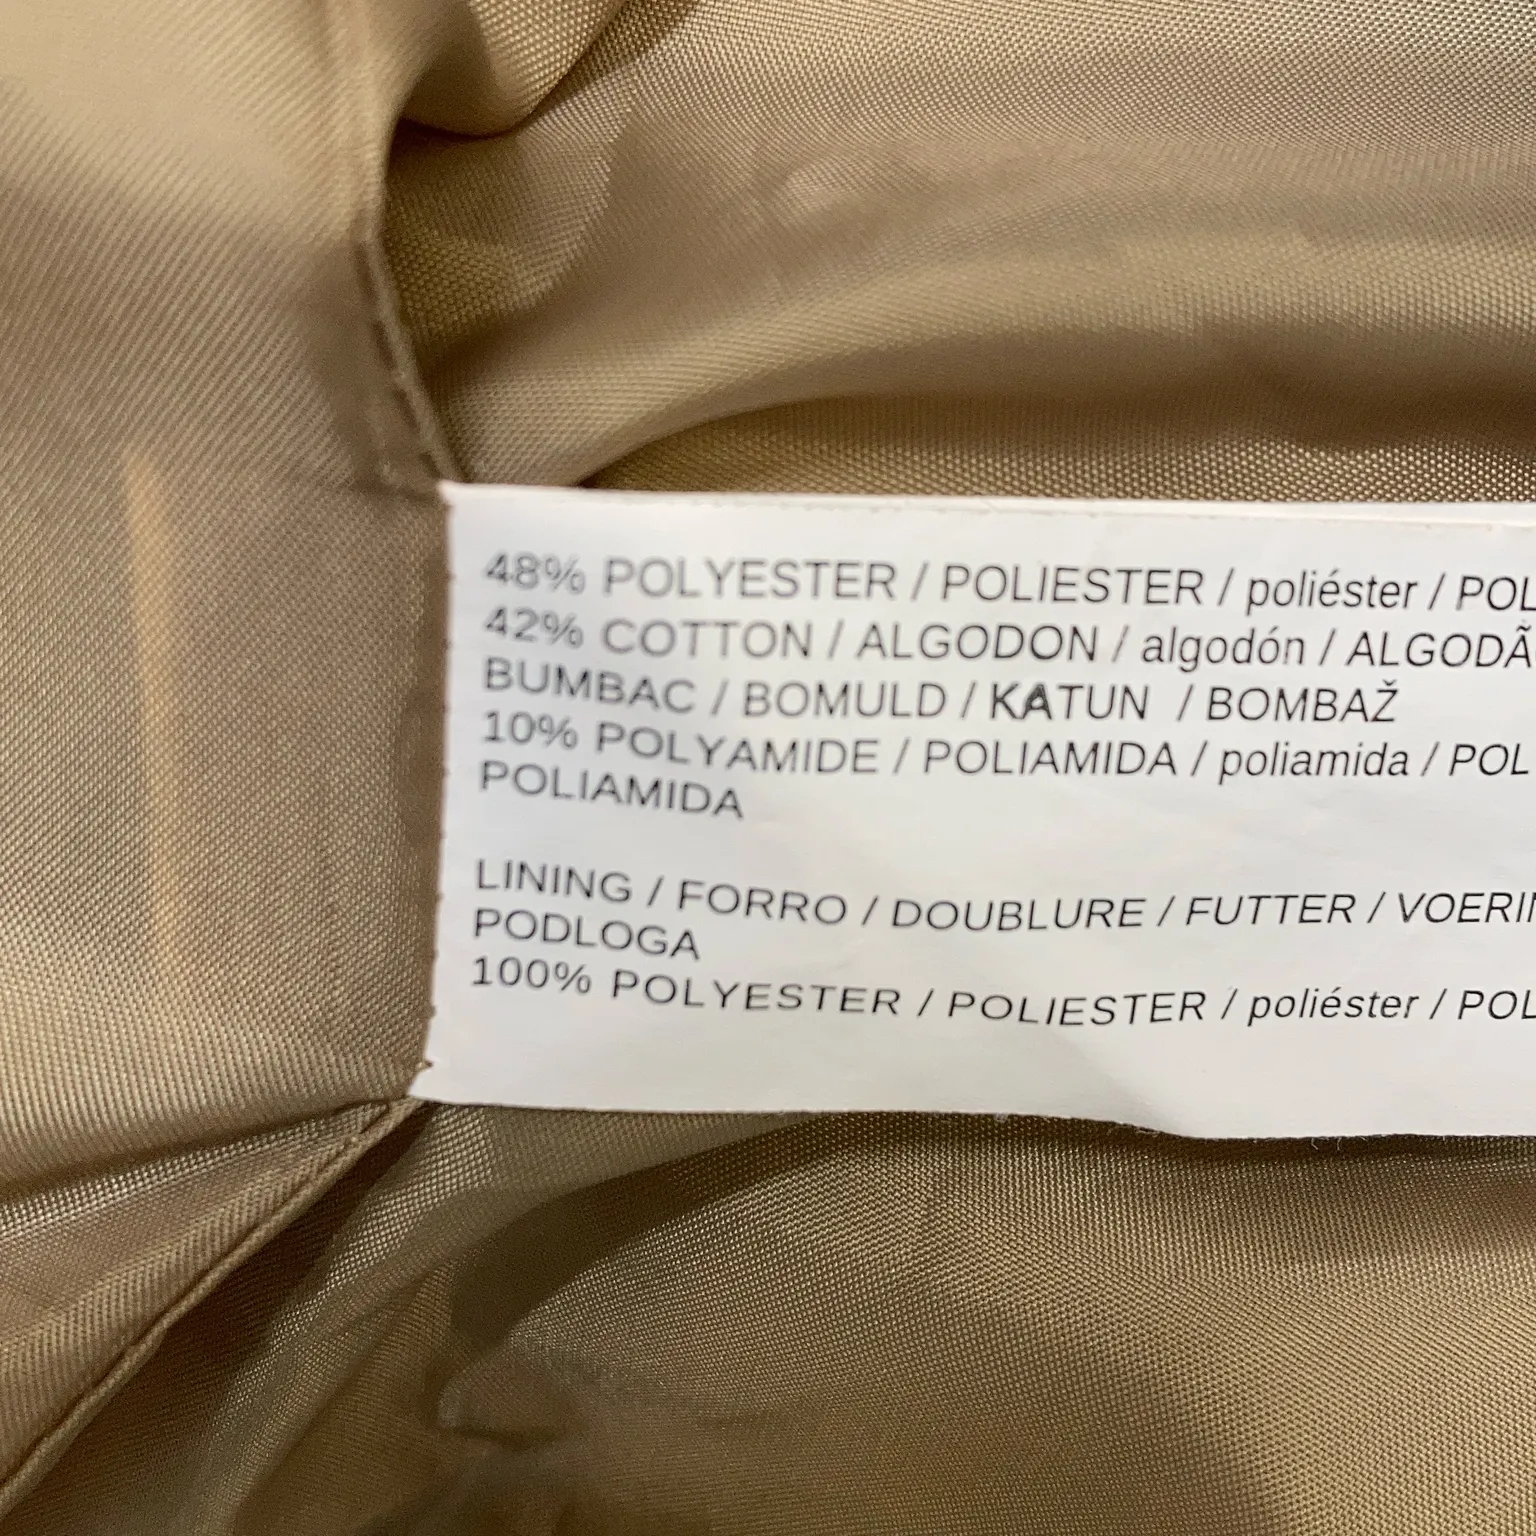 48% POLYESTER / POLIESTER / poliéster / POL
42% COTTON / ALGODON / algodón / ALGODÃ
BUMBAC / BOMULD / KATUN / BOMBAŽ
10% POLYAMIDE / POLIAMIDA / poliamida / POL
POLIAMIDA
LINING / FORRO / DOUBLURE / FUTTER / VOERIN
PODLOGA
100% POLYESTER / POLIESTER / poliéster / POL